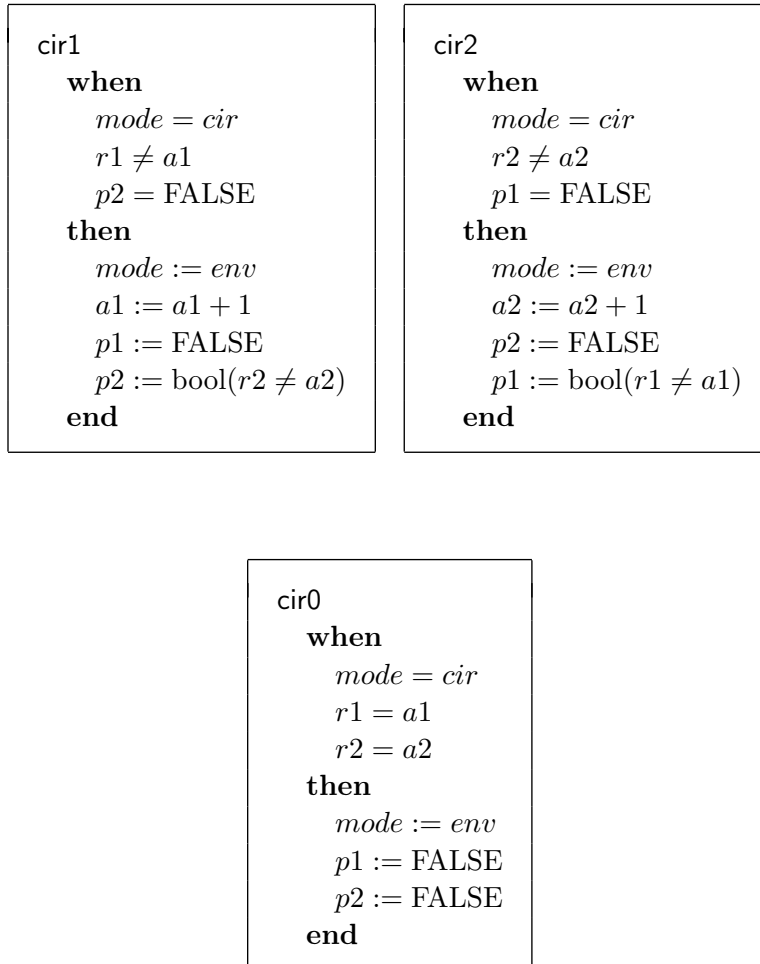 cir1
when
mode = cir
r1 ≠ a1
p2 = FALSE
then
mode := env
a1 := a1 + 1
p1 := FALSE
p2 := bool(r2 ≠ a2)
end
cir2
when
mode = cir
r2 ≠ a2
p1 = FALSE
then
mode := env
a2 := a2 + 1
p2 := FALSE
p1 := bool(r1 ≠ a1)
end
cir0
when
mode = cir
r1 = a1
r2 = a2
then
mode := env
p1 := FALSE
p2 := FALSE
end